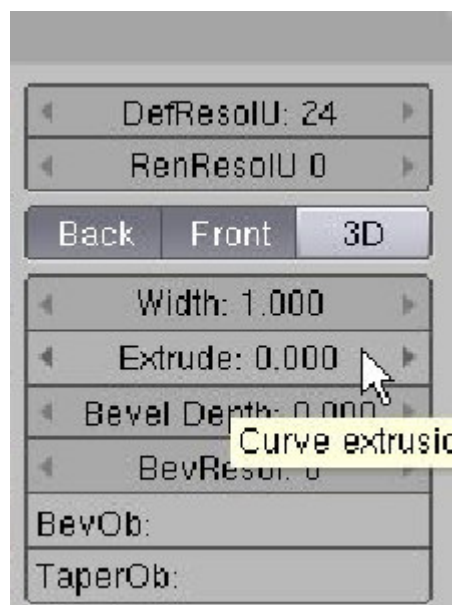 DefResolU: 24
RenResolU 0
Back Front 3D
Width: 1.000
Extrude: 0.000
Bevel Depth: 0.000
Curve extrusio
BevResol: 0
BevOb:
TaperOb: